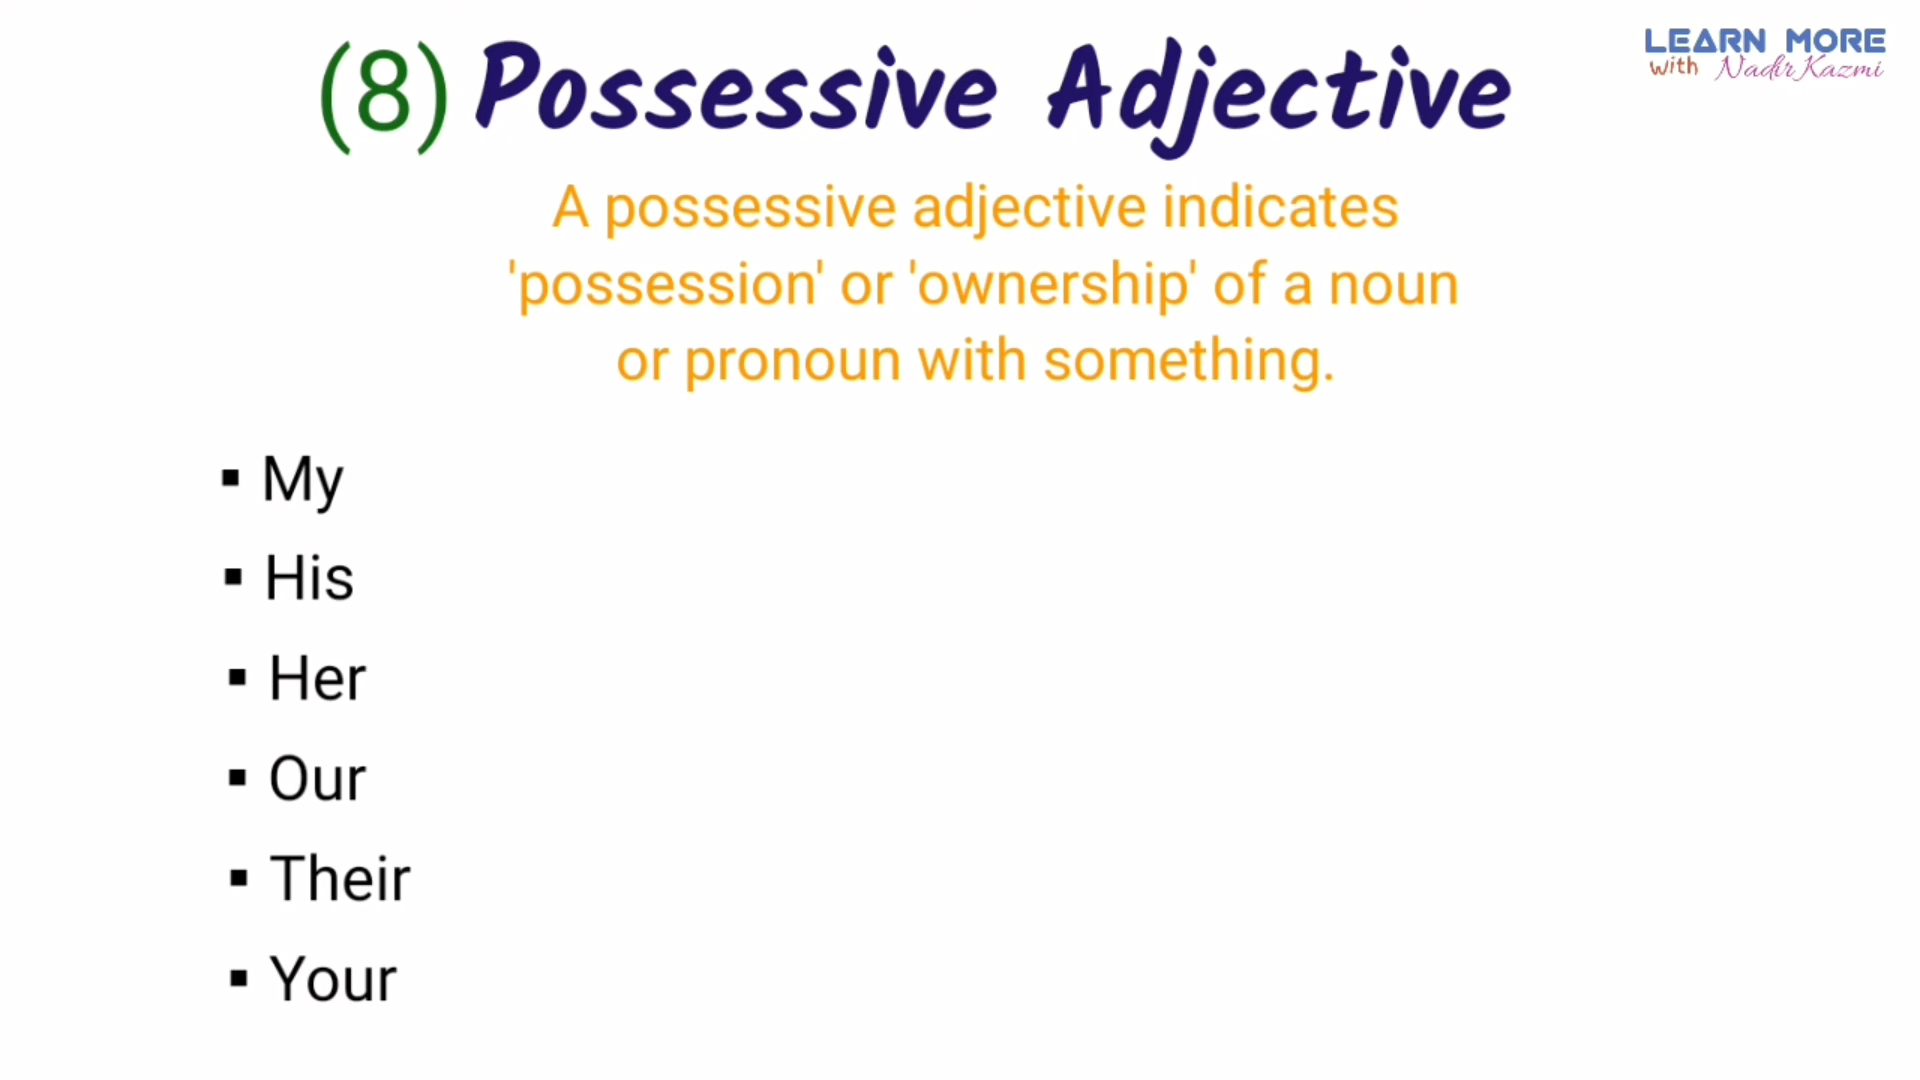 (8) Possessive Adjective
LEARN MORE
with Nadir Kazmi
A possessive adjective indicates
'possession' or 'ownership' of a noun
or pronoun with something.
▪ My
▪ His
▪ Her
▪ Our
▪ Their
▪ Your